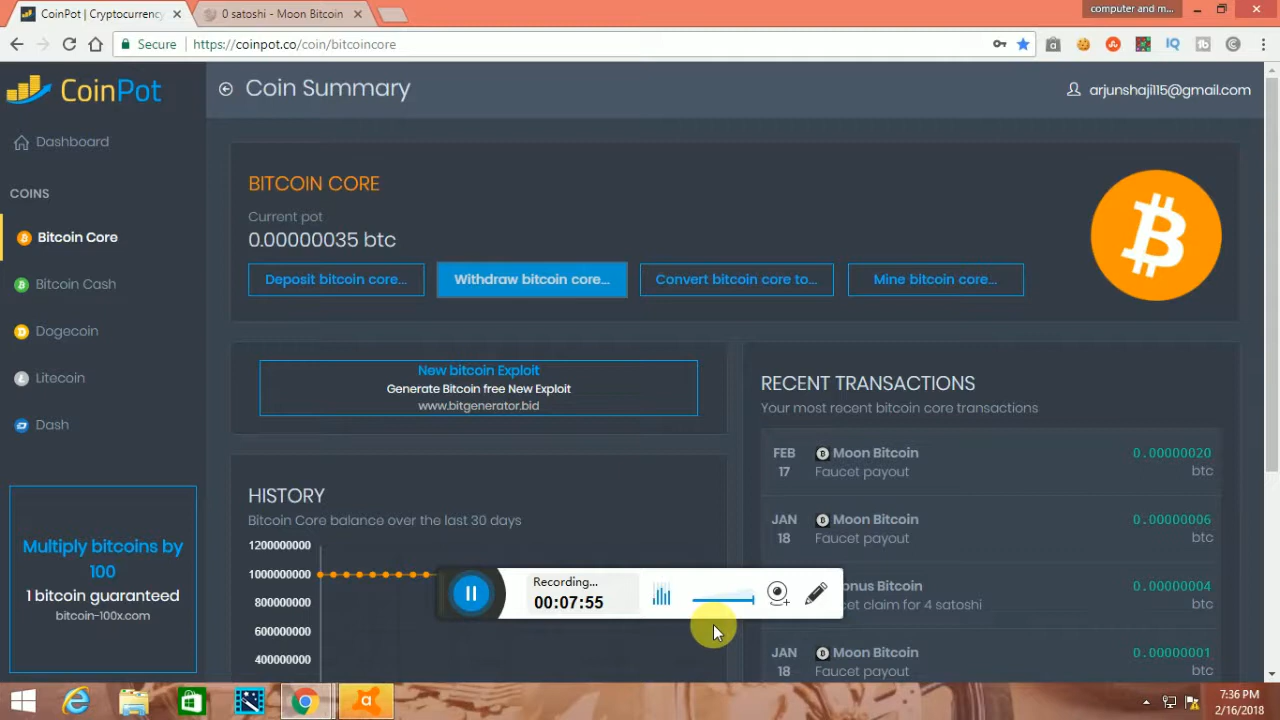 CoinPot | Cryptocurrency
0 satoshi - Moon Bitcoin
computer and m...
Secure
https://coinpot.co/coin/bitcoincore
CoinPot
Coin Summary
arjunshaji115@gmail.com
Dashboard
COINS
Bitcoin Core
Bitcoin Cash
Dogecoin
Litecoin
Dash
Multiply bitcoins by
100
1 bitcoin guaranteed
bitcoin-100x.com
BITCOIN CORE
Current pot
0.00000035 btc
Deposit bitcoin core...
Withdraw bitcoin core...
Convert bitcoin core to...
Mine bitcoin core...
New bitcoin Exploit
Generate Bitcoin free New Exploit
www.bitgenerator.bid
HISTORY
Bitcoin Core balance over the last 30 days
1200000000
1000000000
800000000
600000000
400000000
RECENT TRANSACTIONS
Your most recent bitcoin core transactions
FEB
17
Moon Bitcoin
Faucet payout
0.00000020
btc
JAN
18
Moon Bitcoin
Faucet payout
0.00000006
btc
onus Bitcoin
cet claim for 4 satoshi
0.00000004
btc
JAN
18
Moon Bitcoin
Faucet payout
0.00000001
btc
Recording...
00:07:55
7:36 PM
2/16/2018